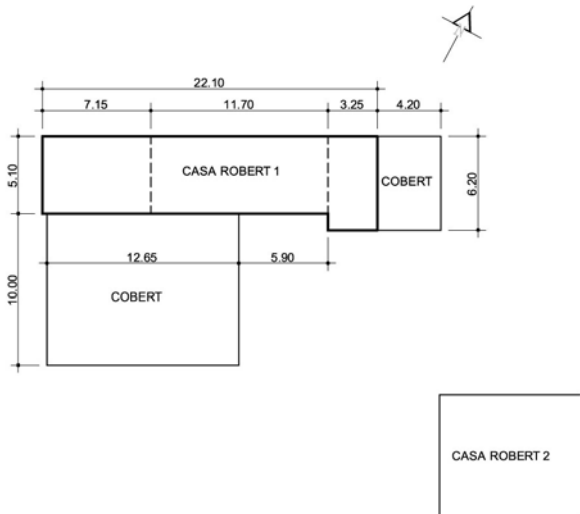 22.10
7.15 11.70 3.25 4.20
5.10
CASA ROBERT 1
COBERT
6.20
12.65 5.90
10.00
COBERT
CASA ROBERT 2